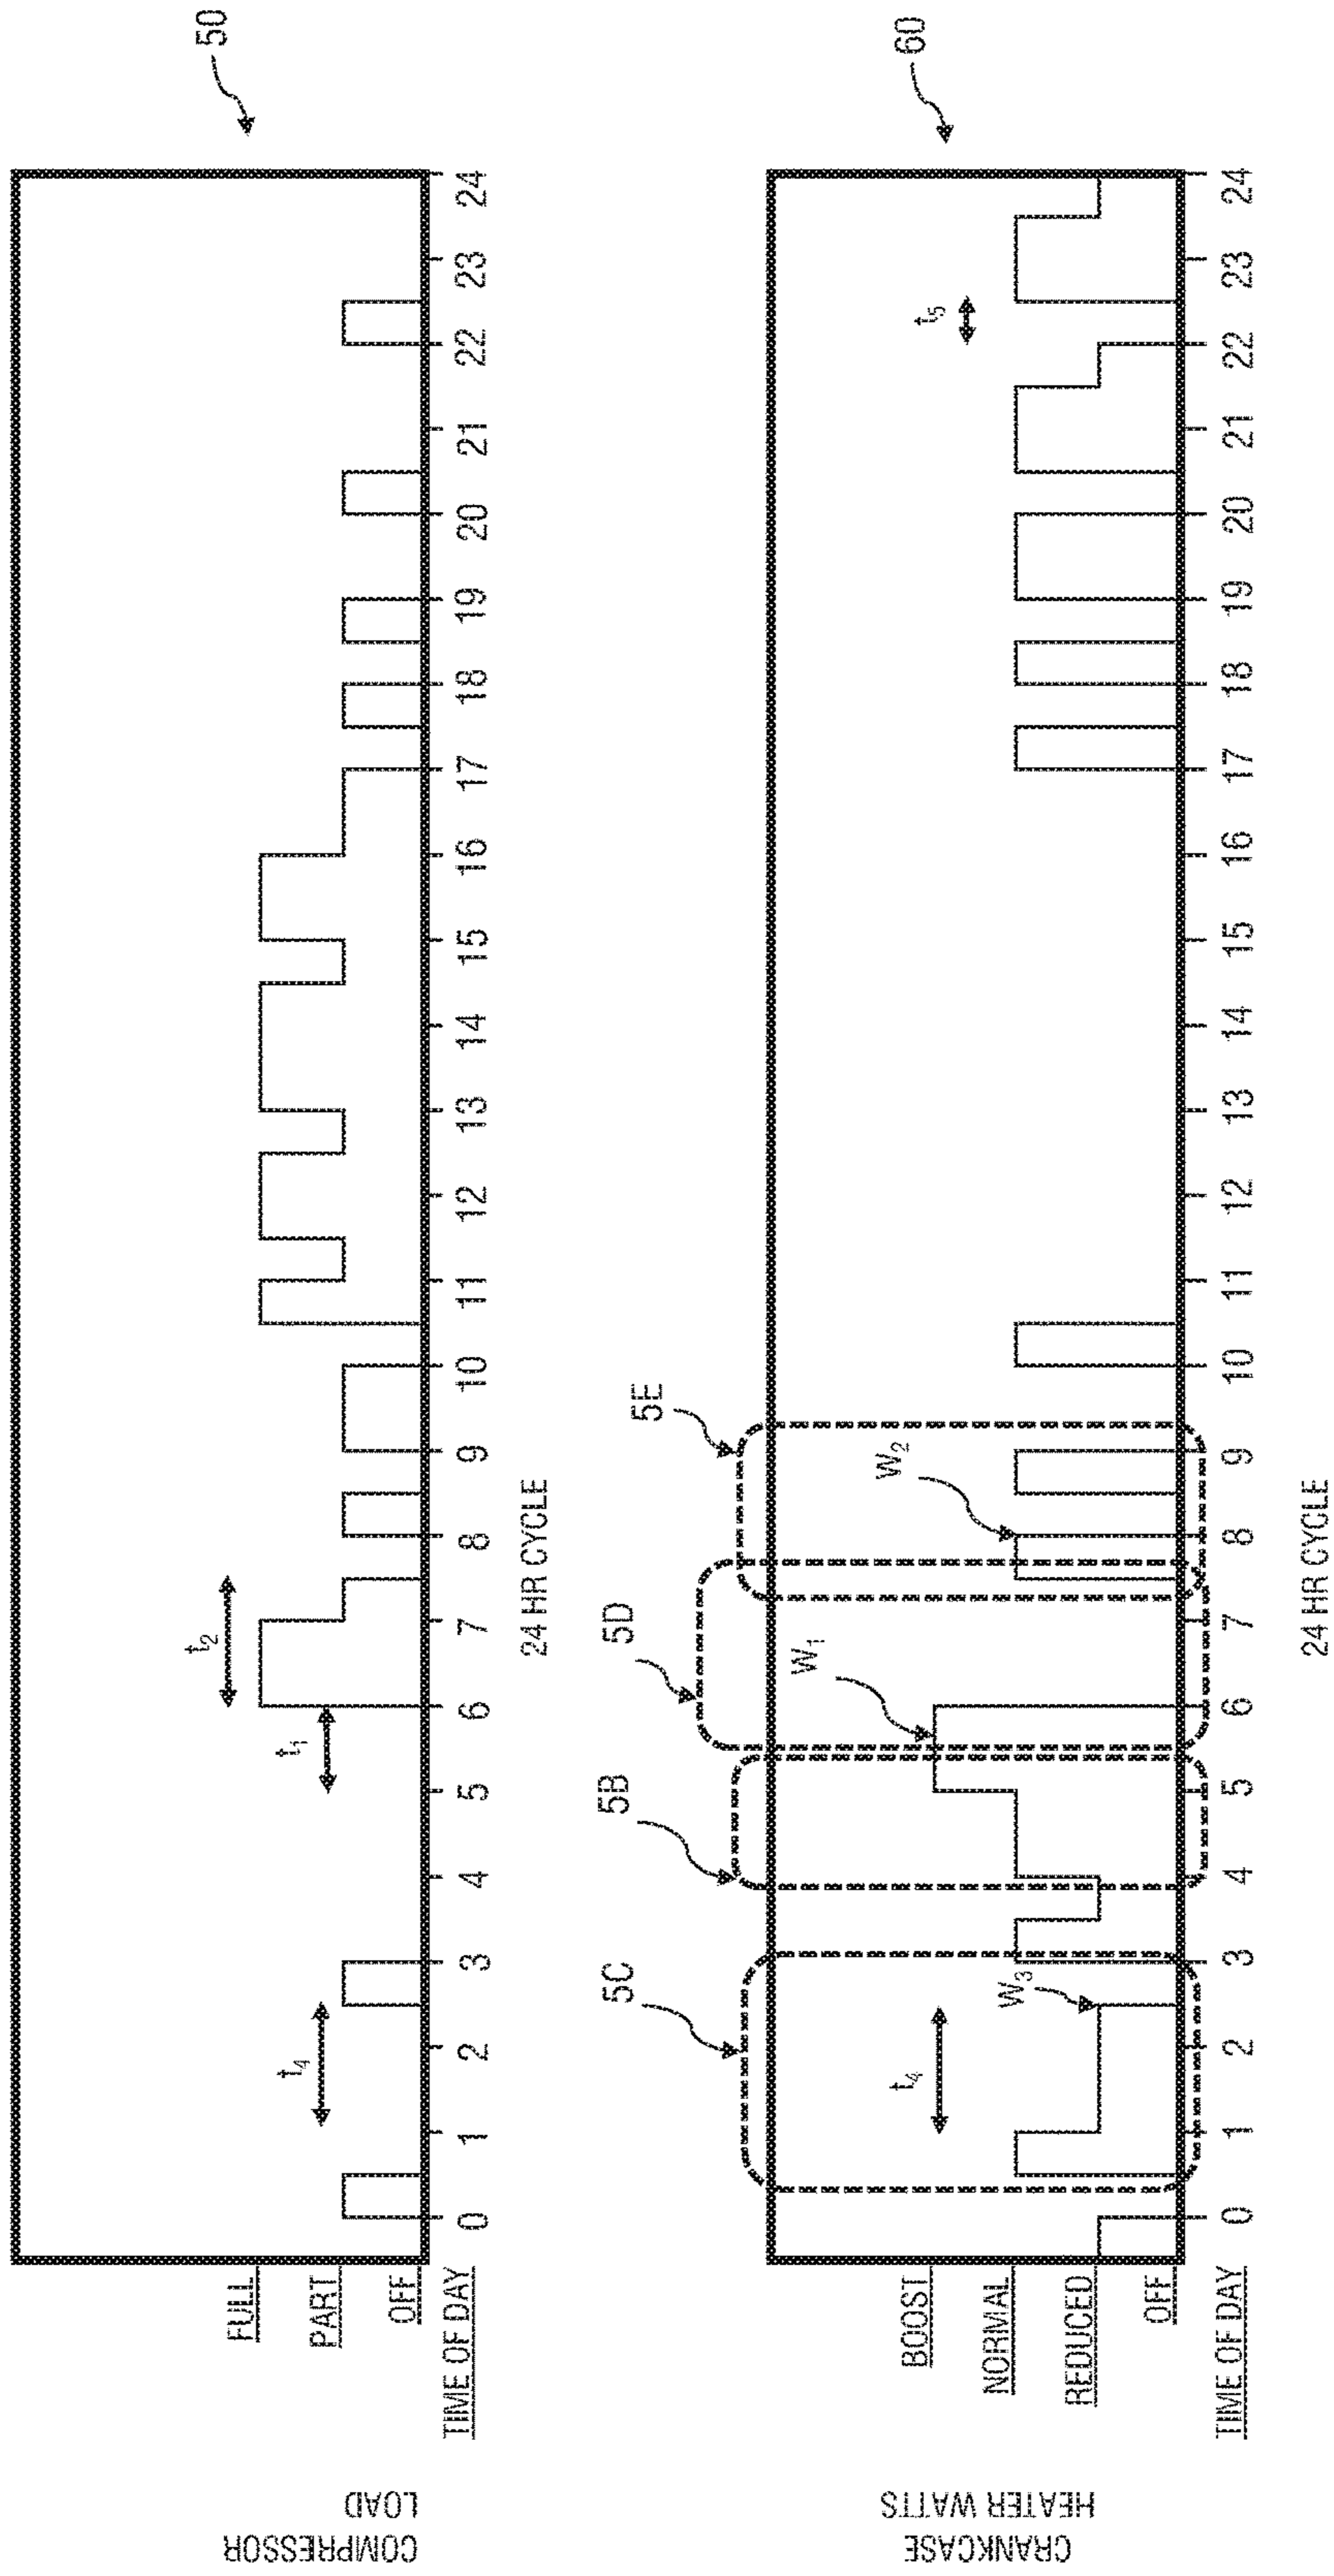 50
COMPRESSOR
LOAD
FULL
PART
OFF
t4
t1
t2
TIME OF DAY 0 1 2 3 4 5 6 7 8 9 10 11 12 13 14 15 16 17 18 19 20 21 22 23 24
24 HR CYCLE
60
5C
5B
5D
5E
CRANKCASE
HEATER WATTS
BOOST
NORMAL
REDUCED
OFF
t4
W3
W1
W2
t5
TIME OF DAY 0 1 2 3 4 5 6 7 8 9 10 11 12 13 14 15 16 17 18 19 20 21 22 23 24
24 HR CYCLE